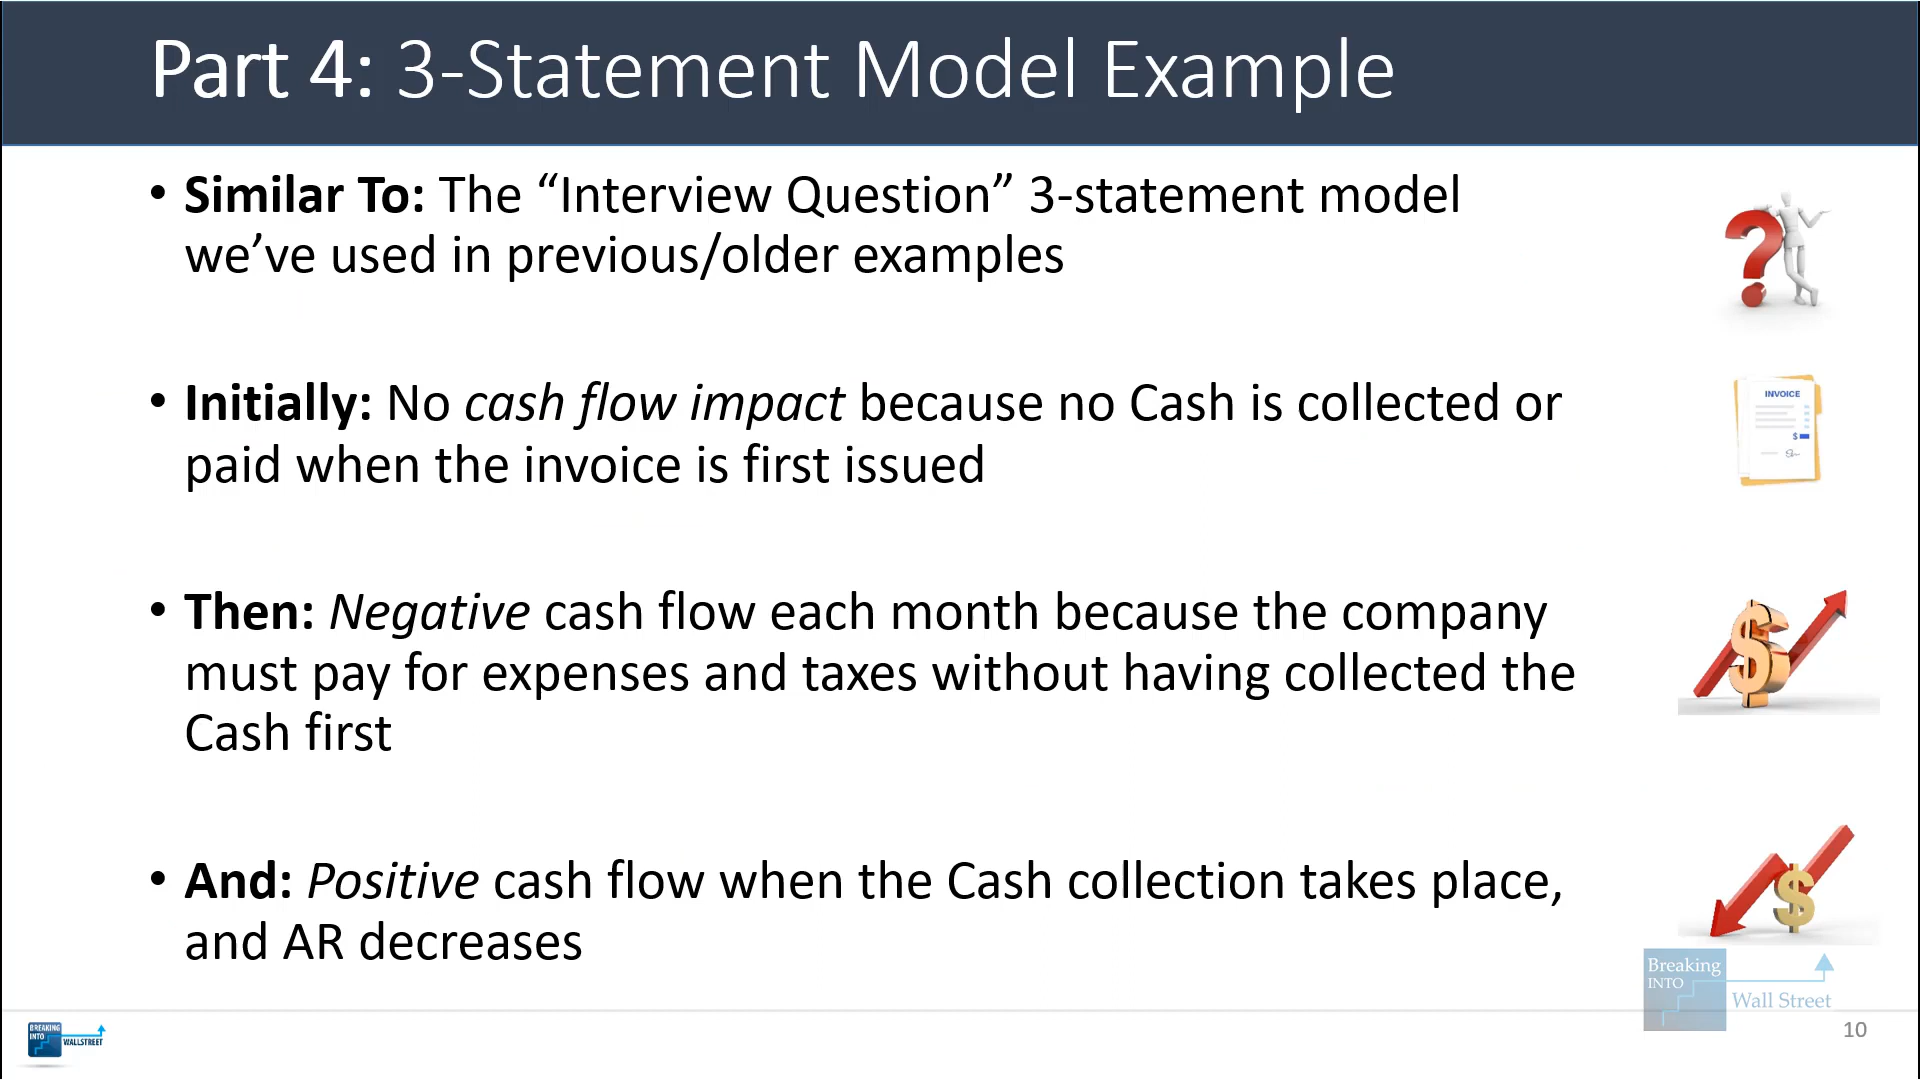 Part 4: 3-Statement Model Example
• Similar To: The “Interview Question” 3-statement model
we’ve used in previous/older examples
• Initially: No cash flow impact because no Cash is collected or
paid when the invoice is first issued
INVOICE
$
• Then: Negative cash flow each month because the company
must pay for expenses and taxes without having collected the
Cash first
$
• And: Positive cash flow when the Cash collection takes place,
and AR decreases
$
Breaking
INTO
Wall Street
BREAKING
INTO
WALLSTREET
10